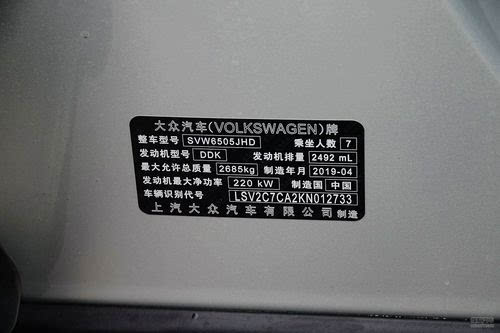 大众汽车(VOLKSWAGEN)牌
整车型号 SVW6505JHD 乘坐人数 7
发动机型号 DDK 发动机排量 2492 mL
最大允许总质量 2685kg 制造年月 2019-04
发动机最大净功率 220 kW 制造国 中国
车辆识别代号 LSV2C7CA2KN012733
上汽大众汽车有限公司 制造